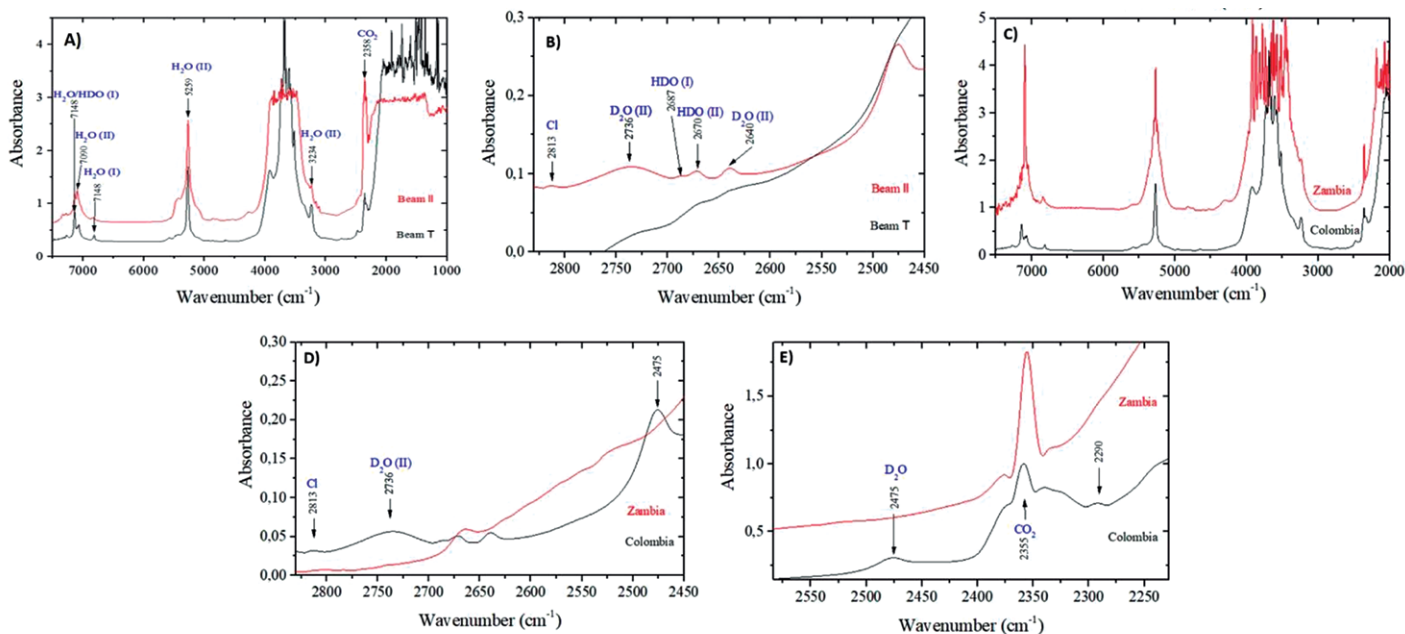 A)
H2O/HDO (I)
7148
H2O (II)
7090
H2O (I)
7148
H2O (II)
5259
H2O (II)
3234
CO2
2358
Beam II
Beam T
Absorbance
4
3
2
1
0
7000 6000 5000 4000 3000 2000 1000
Wavenumber (cm-1)
B)
Cl
2813
D2O (II)
2736
HDO (I)
2687
HDO (II)
2670
D2O (II)
2640
Beam II
Beam T
Absorbance
0,3
0,2
0,1
0,0
2800 2750 2700 2650 2600 2550 2500 2450
Wavenumber (cm-1)
C)
Zambia
Colombia
Absorbance
5
4
3
2
1
0
7000 6000 5000 4000 3000 2000
Wavenumber (cm-1)
D)
Cl
2813
D2O (II)
2736
2475
Zambia
Colombia
Absorbance
0,30
0,25
0,20
0,15
0,10
0,05
0,00
2800 2750 2700 2650 2600 2550 2500 2450
Wavenumber (cm-1)
E)
D2O
2475
CO2
2355
2290
Zambia
Colombia
Absorbance
1,5
1,0
0,5
2550 2500 2450 2400 2350 2300 2250
Wavenumber (cm-1)